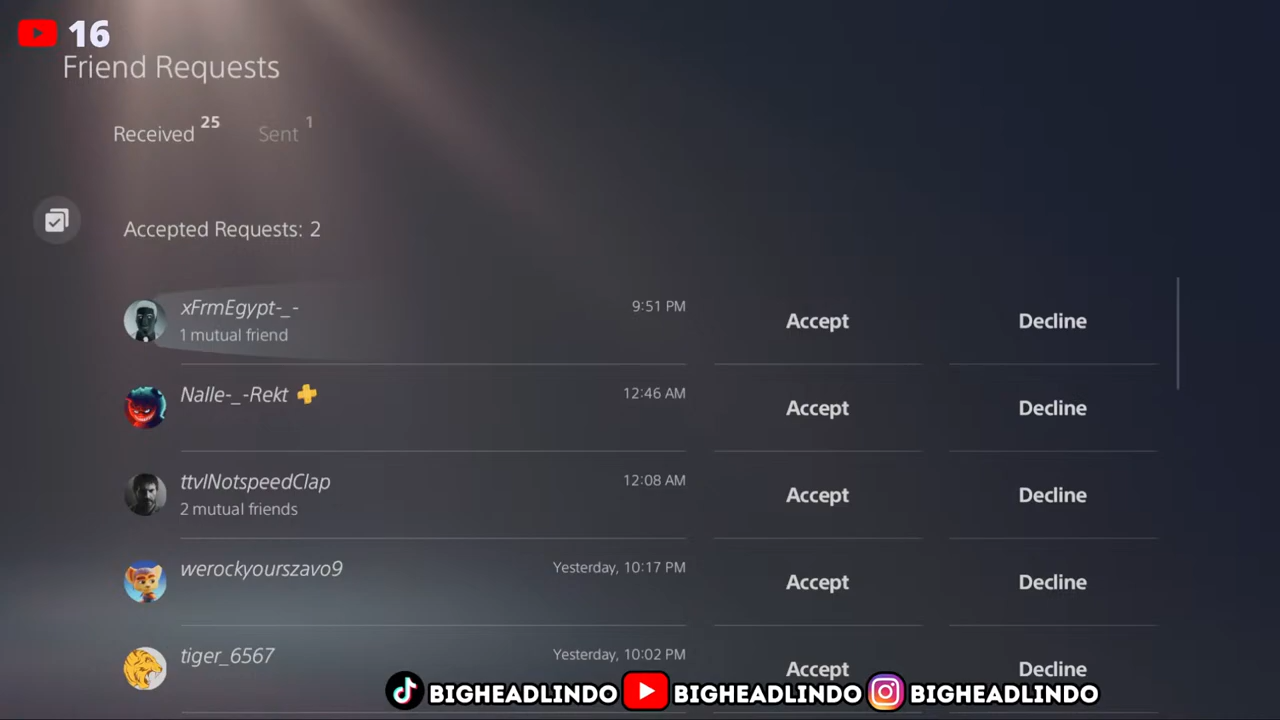 16
Friend Requests
Received 25 Sent 1
Accepted Requests: 2
xFrmEgypt-_- 9:51 PM Accept Decline
1 mutual friend
Nalle-_-Rekt 12:46 AM Accept Decline
ttvINotspeedClap 12:08 AM Accept Decline
2 mutual friends
werockyourszavo9 Yesterday, 10:17 PM Accept Decline
tiger_6567 Yesterday, 10:02 PM Accept Decline
BIGHEADLINDO BIGHEADLINDO BIGHEADLINDO